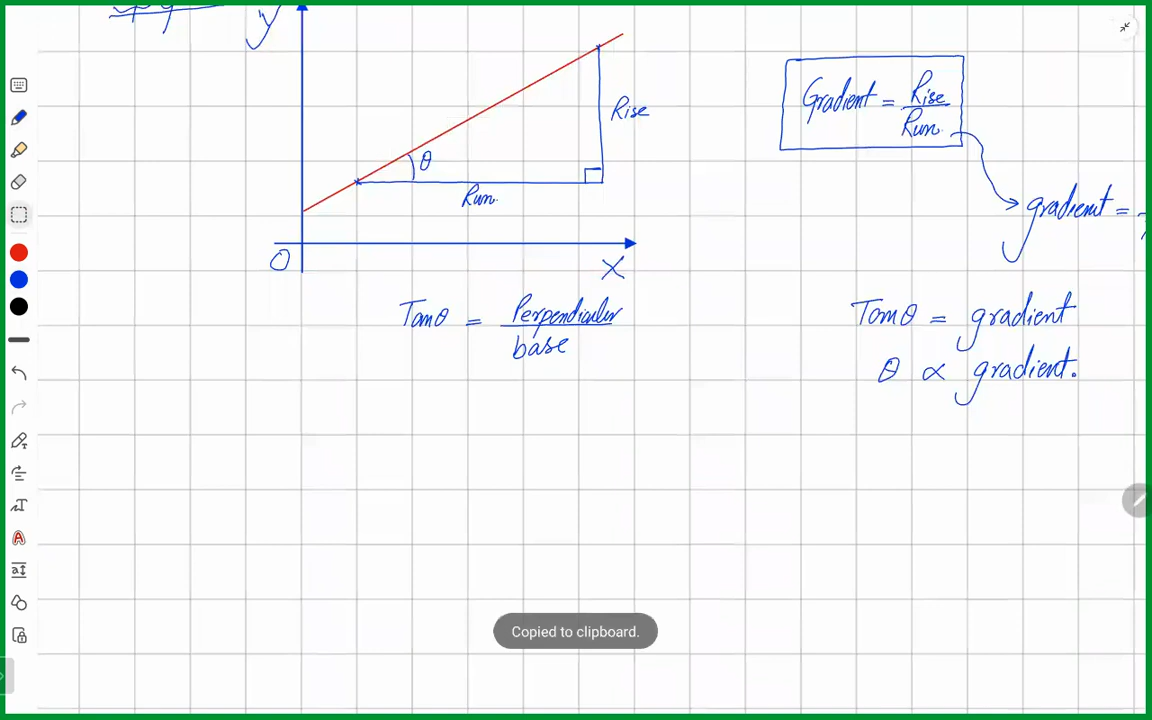 y
Rise
θ
Run
O
X
Gradient = Rise
Run
gradient =
Tanθ = Perpendicular
base
Tanθ = gradient
θ ∝ gradient.
Copied to clipboard.